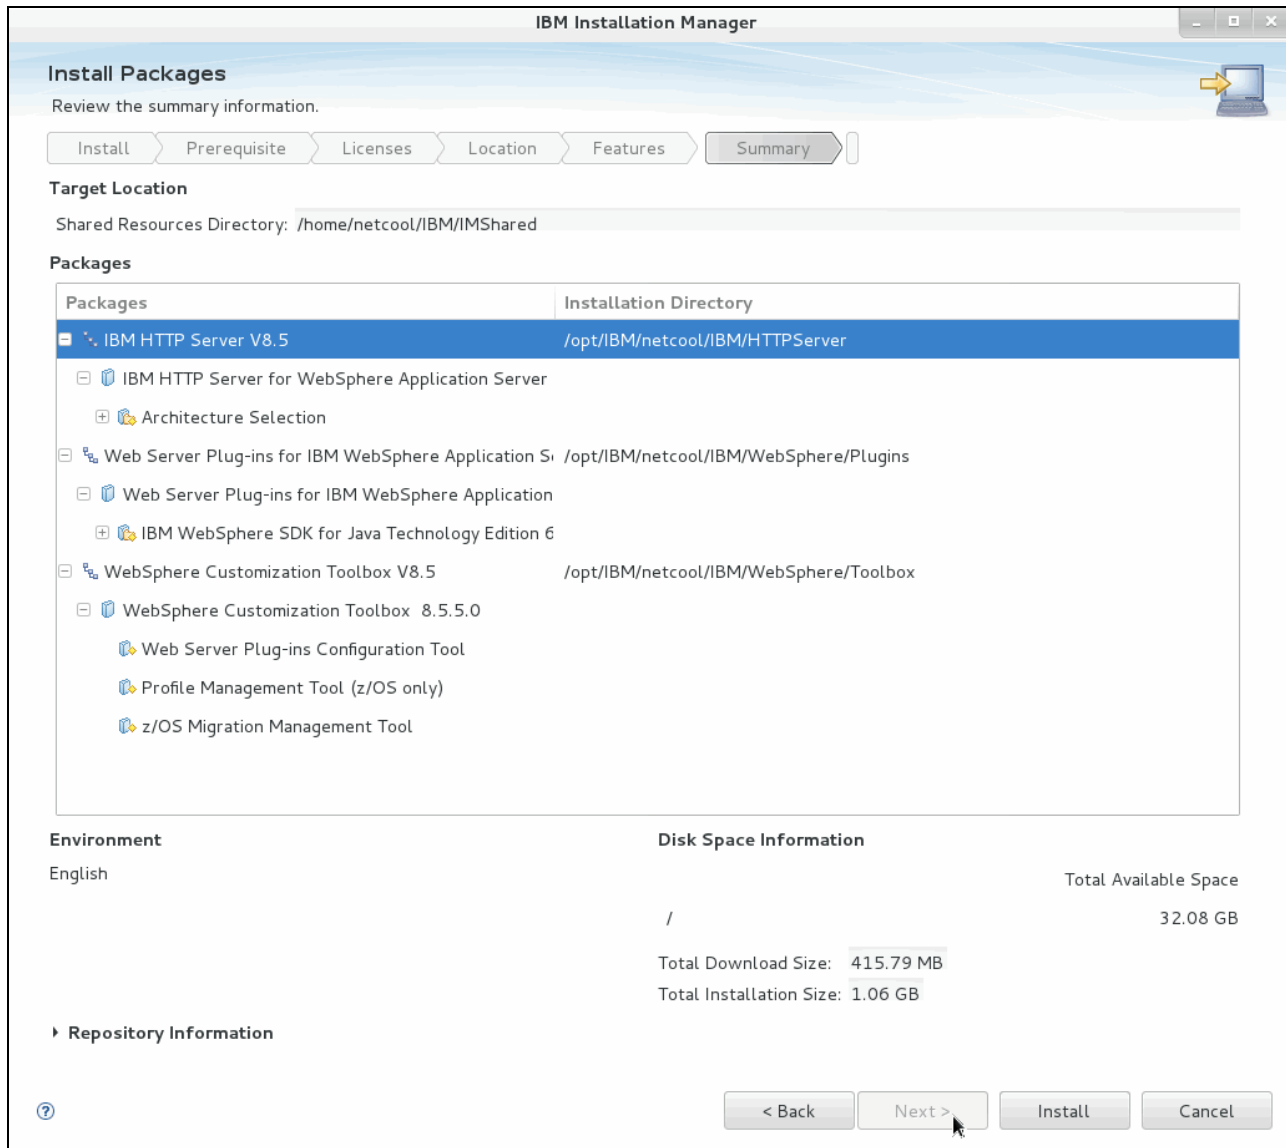 IBM Installation Manager
Install Packages
Review the summary information.
Install Prerequisite Licenses Location Features Summary
Target Location
Shared Resources Directory: /home/netcool/IBM/IMShared
Packages
Packages Installation Directory
IBM HTTP Server V8.5 /opt/IBM/netcool/IBM/HTTPServer
IBM HTTP Server for WebSphere Application Server
Architecture Selection
Web Server Plug-ins for IBM WebSphere Application /opt/IBM/netcool/IBM/WebSphere/Plugins
Web Server Plug-ins for IBM WebSphere Application
IBM WebSphere SDK for Java Technology Edition 6
WebSphere Customization Toolbox V8.5 /opt/IBM/netcool/IBM/WebSphere/Toolbox
WebSphere Customization Toolbox 8.5.5.0
Web Server Plug-ins Configuration Tool
Profile Management Tool (z/OS only)
z/OS Migration Management Tool
Environment Disk Space Information
English
Total Available Space
/ 32.08 GB
Total Download Size: 415.79 MB
Total Installation Size: 1.06 GB
Repository Information
? < Back Next > Install Cancel